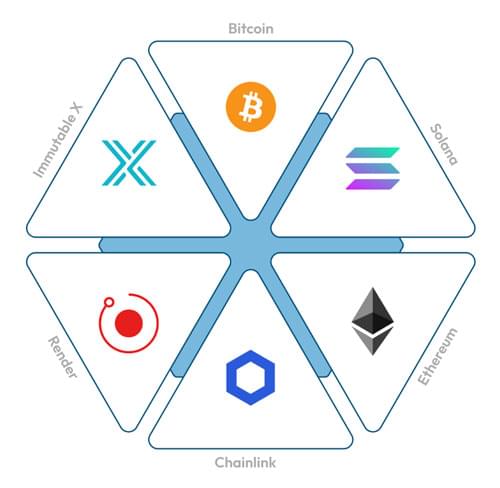 Bitcoin
Immutable X
Solana
Render
Ethereum
Chainlink